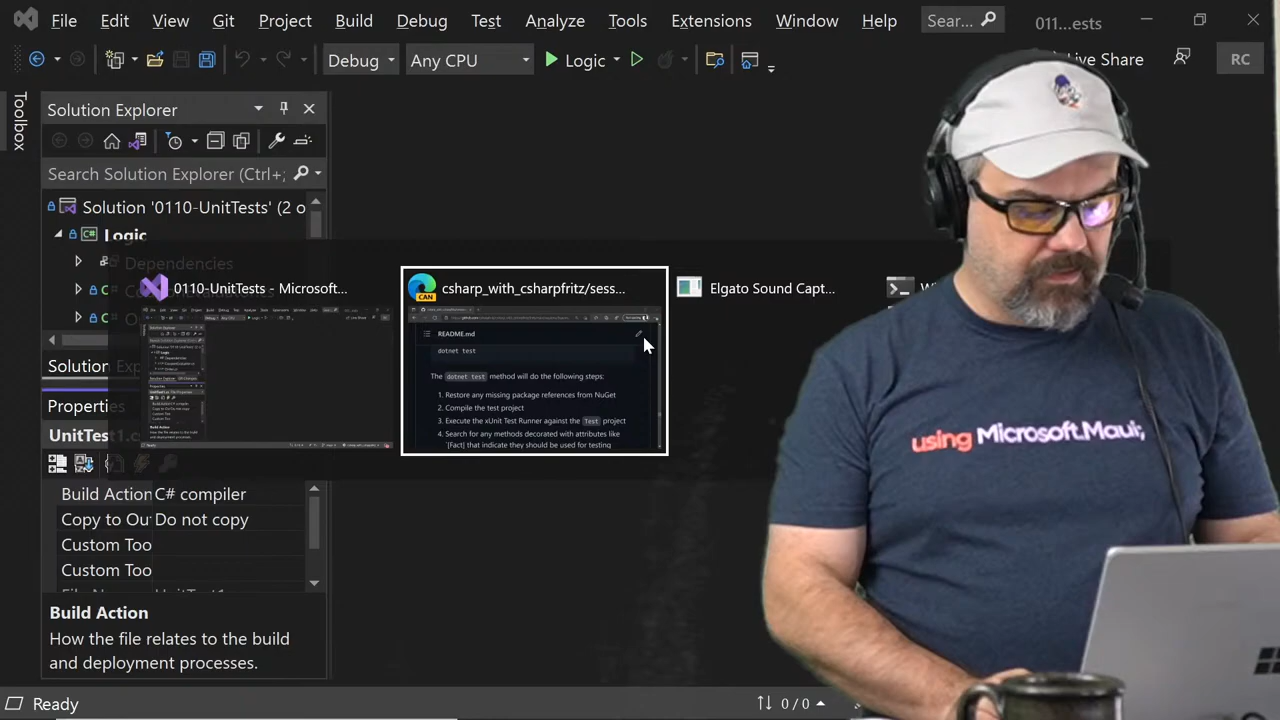 File Edit View Git Project Build Debug Test Analyze Tools Extensions Window Help Sear... 011...ests
Debug Any CPU Logic Live Share RC
Toolbox
Solution Explorer
Search Solution Explorer (Ctrl+;
Solution '0110-UnitTests' (2 o
C# Logic
Dependencies
0110-UnitTests - Microsoft...
csharp_with_csharpfritz/sess...
Elgato Sound Capt...
CAN
README.md
dotnet test
The dotnet test method will do the following steps:
1. Restore any missing package references from NuGet
2. Compile the test project
3. Execute the xUnit Test Runner against the Test project
4. Search for any methods decorated with attributes like
`[Fact] that indicate they should be used for testing
Solution
Properties
UnitTest1.c
Build Action C# compiler
Copy to Ou Do not copy
Custom Too
Custom Too
Build Action
How the file relates to the build
and deployment processes.
Ready
0 / 0
using Microsoft.Maui;